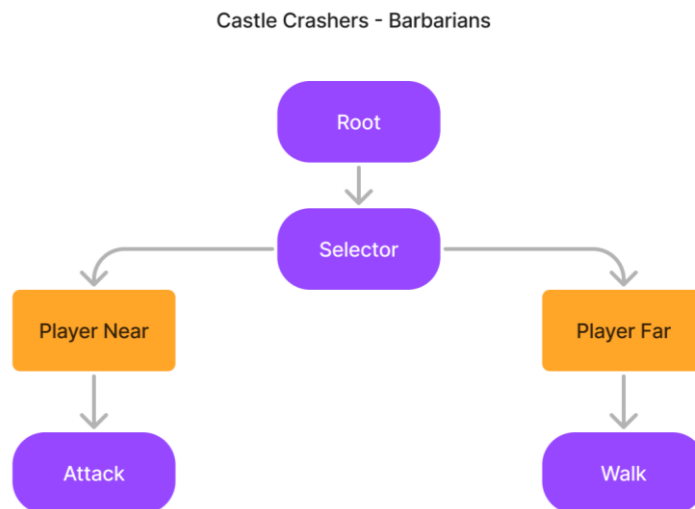 Castle Crashers - Barbarians
Root
Selector
Player Near
Player Far
Attack
Walk